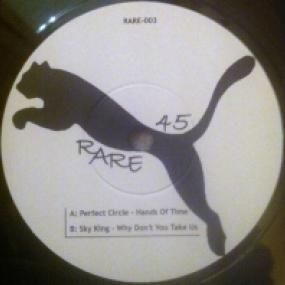 RARE-003
45
RARE
A: Perfect Circle - Hands Of Time
B: Sky King - Why Don't You Take Us